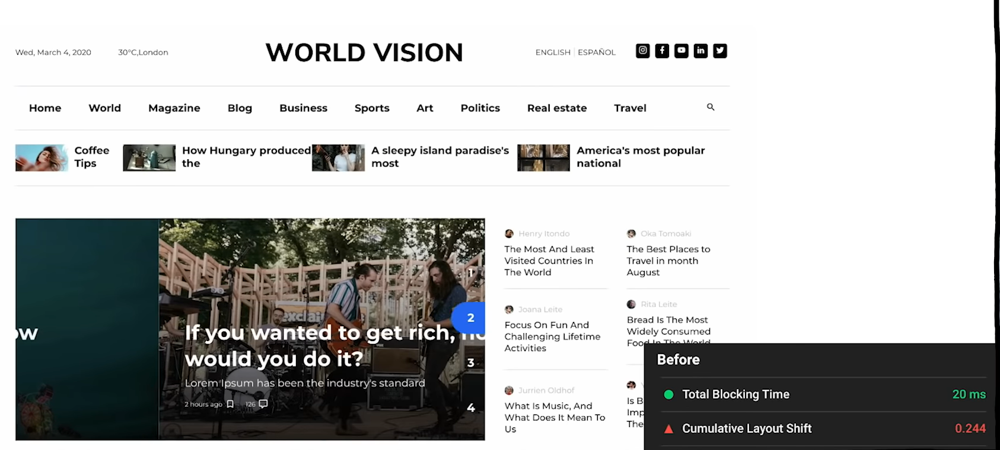 Wed, March 4, 2020
30°C,London
WORLD VISION
ENGLISH | ESPAÑOL
Home World Magazine Blog Business Sports Art Politics Real estate Travel
Coffee
Tips
How Hungary produced
the
A sleepy island paradise's
most
America's most popular
national
ow
exclai
1
2
3
4
If you wanted to get rich,
would you do it?
Lorem Ipsum has been the industry's standard
2 hours ago 126
Henry Itondo
The Most And Least
Visited Countries In
The World
Oka Tomoaki
The Best Places to
Travel in month
August
Joana Leite
Focus On Fun And
Challenging Lifetime
Activities
Rita Leite
Bread Is The Most
Widely Consumed
Food In The World
Jurrien Oldhof
What Is Music, And
What Does It Mean To
Us
Is B
Imp
The
Before
Total Blocking Time 20 ms
Cumulative Layout Shift 0.244